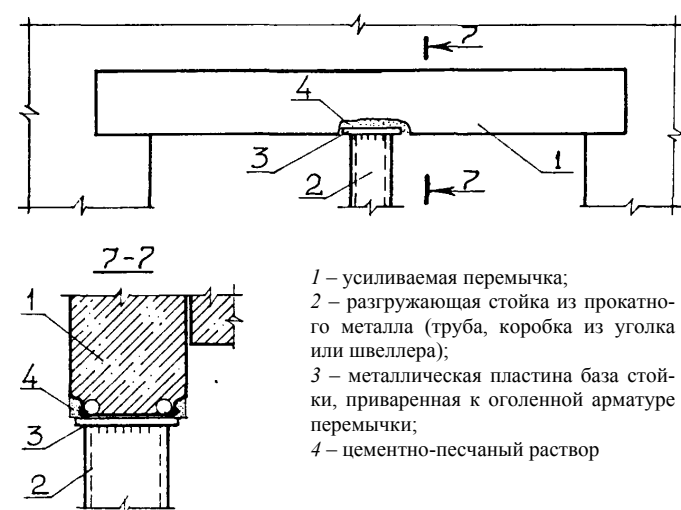 7
4
3
2
1
7
7-7
1
4
3
2
1 – усиливаемая перемычка;
2 – разгружающая стойка из прокатно-
го металла (труба, коробка из уголка
или швеллера);
3 – металлическая пластина база стой-
ки, приваренная к оголенной арматуре
перемычки;
4 – цементно-песчаный раствор